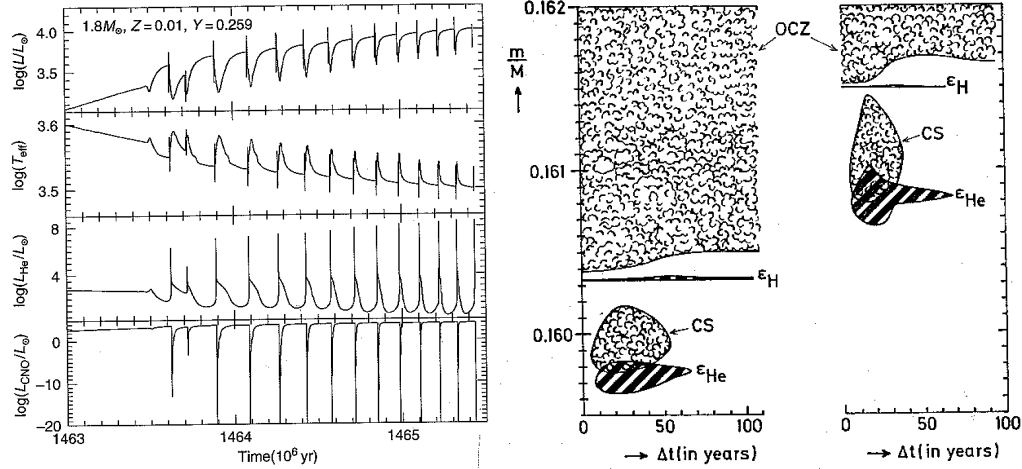 1.8M⊙, Z=0.01, Y=0.259
log(L/L⊙)
4.0
3.5
log(Teff)
3.6
3.5
log(LHe/L⊙)
8
4
log(LCNO/L⊙)
0
−10
−20
1463
1464
1465
Time(10⁶ yr)
0.162
m/M
0.161
0.160
OCZ
εH
CS
εHe
0
50
100
→ Δt(in years)
εH
CS
εHe
0
50
100
→ Δt(in years)